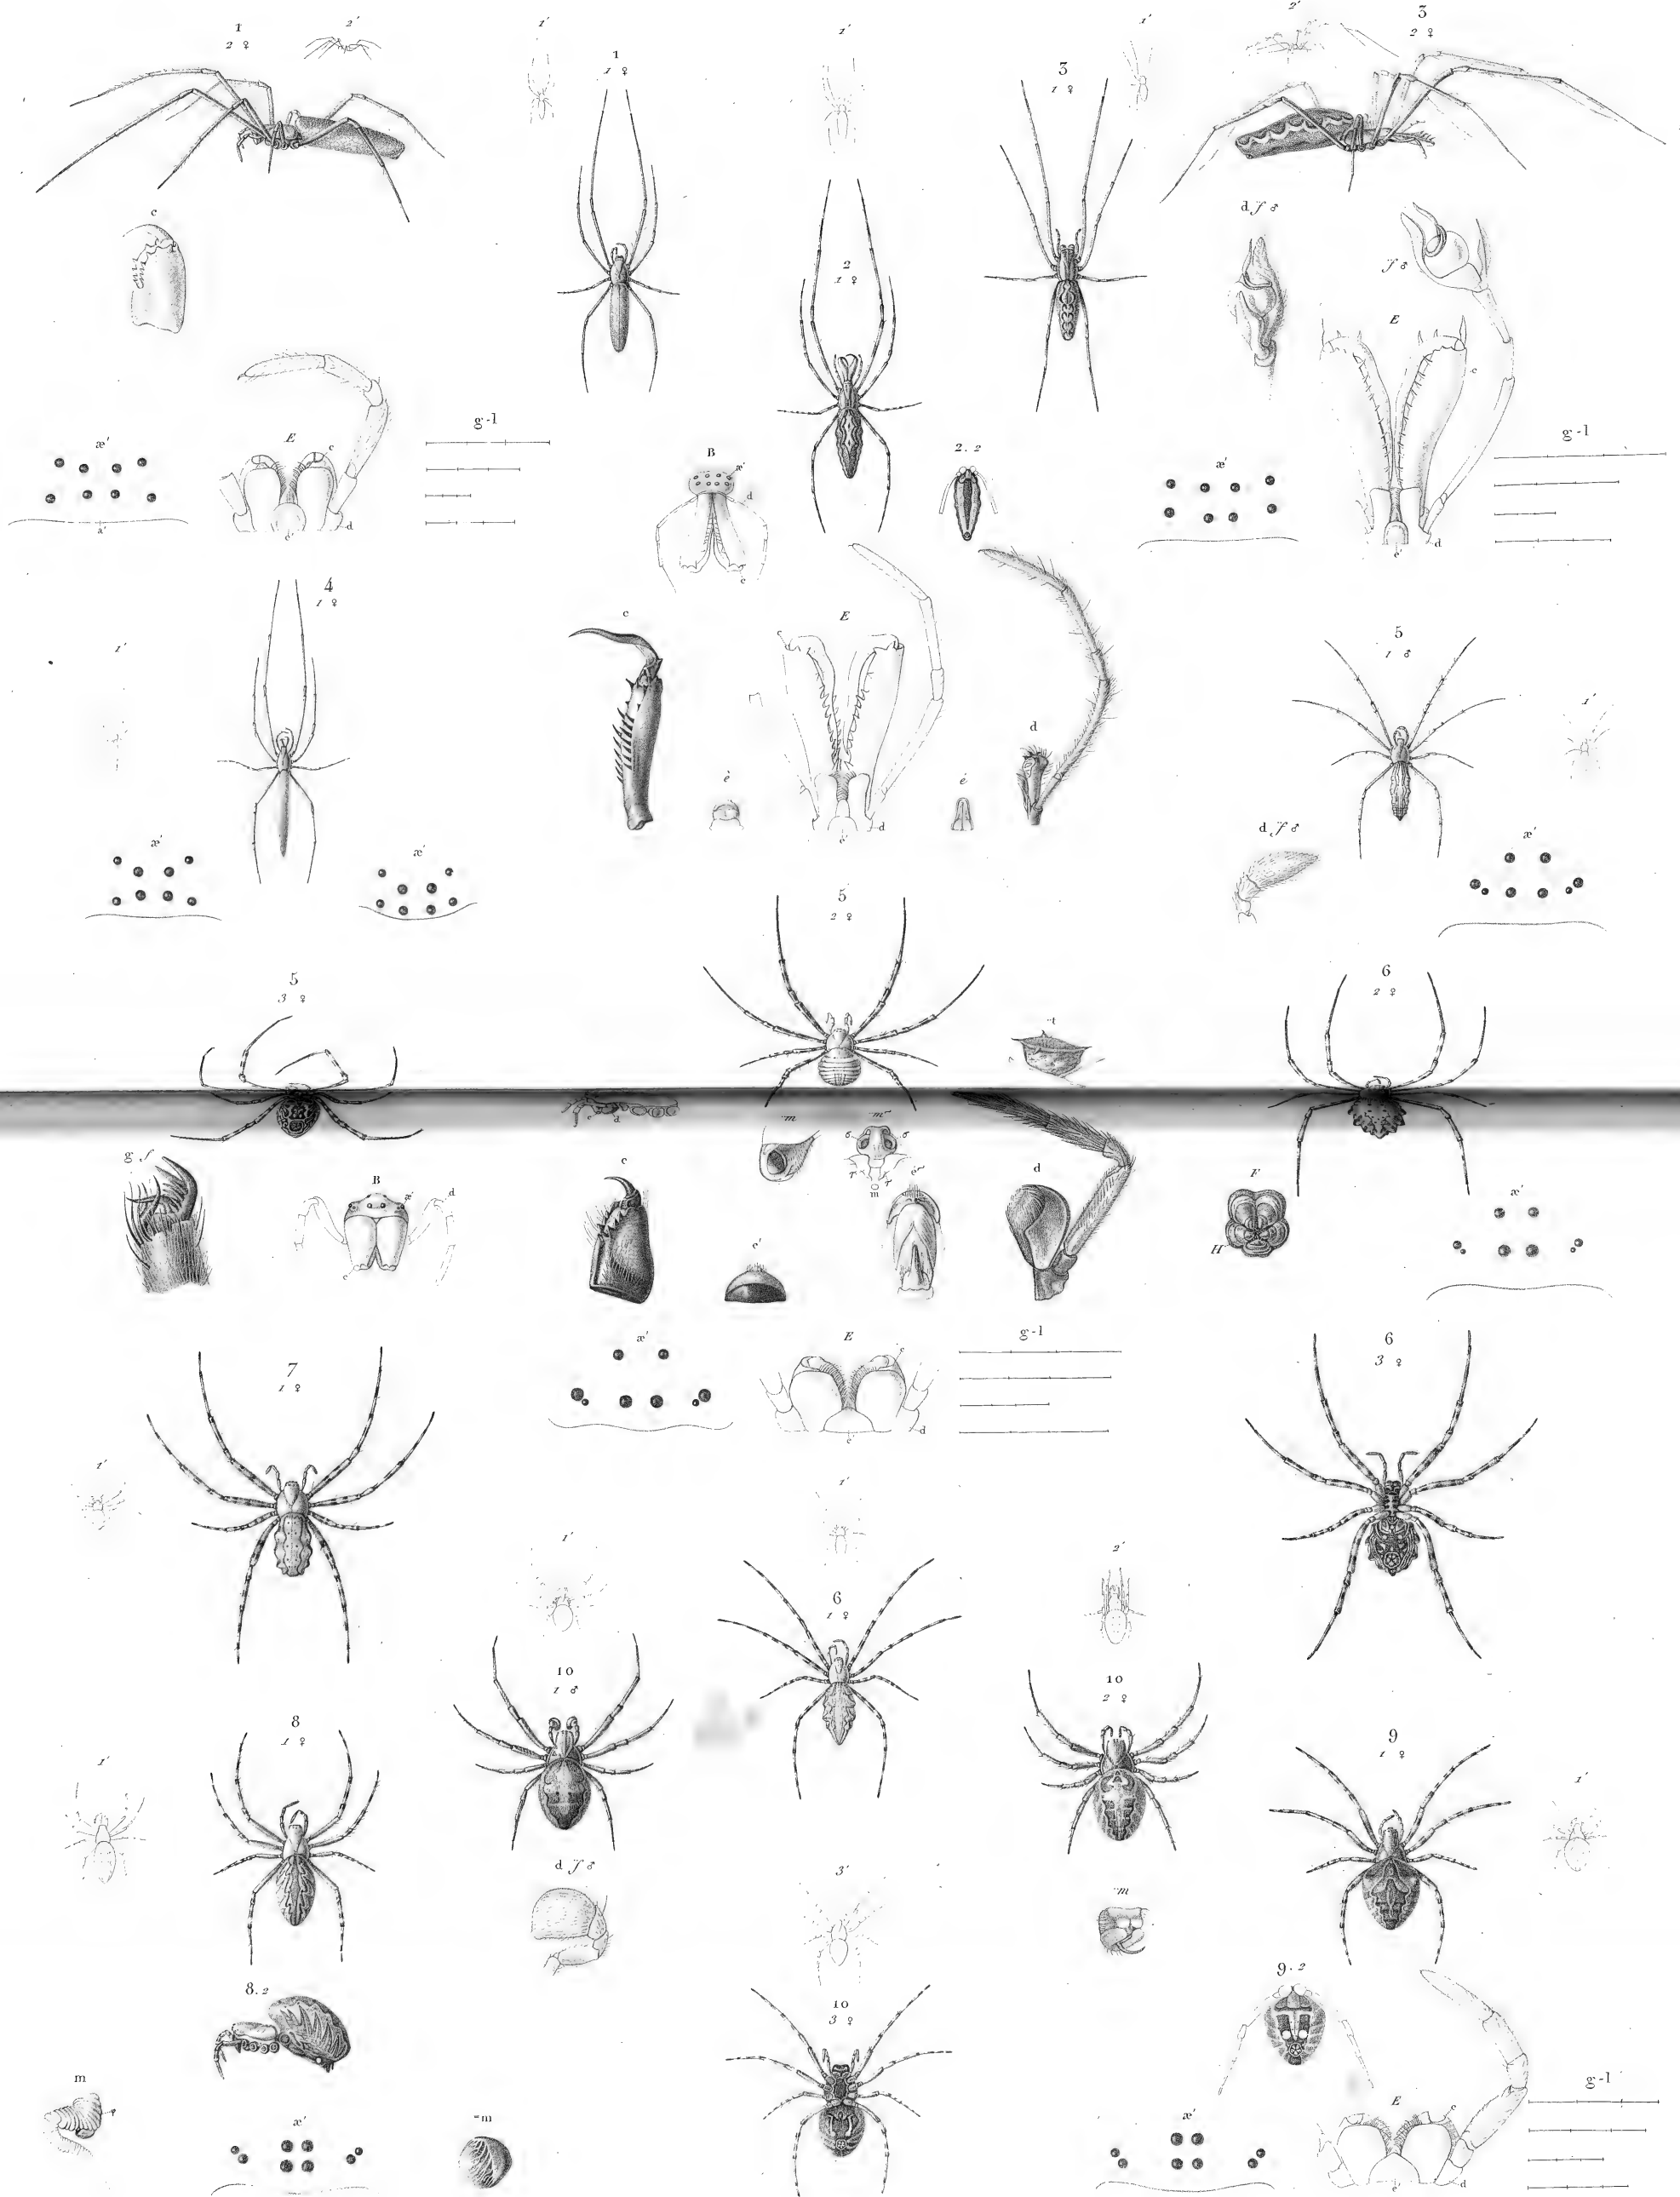 1
2 ♀
2'
1'
1
1 ♀
1'
3
1 ♀
1'
2'
3
2 ♀
c
2
1 ♀
d f ♂
f ♂
E
c
g-l
æ'
a'
E
c
d
e'
g-l
B
æ'
d
c
2. 2
æ'
e'
d
g-l
4
1 ♀
1'
c
E
d
e'
d
5
1 ♂
1'
æ'
æ'
d f ♂
æ'
5
2 ♀
5
3 ♀
6
2 ♀
c
d
m
m
σ
σ
m
g f
B
æ'
d
c
c
e'
d
F
H
æ'
7
1 ♀
1'
æ'
E
c
e'
d
g-l
6
3 ♀
1'
1'
2'
6
1 ♀
10
1 ♂
10
2 ♀
8
1 ♀
1'
9
1 ♀
1'
d f ♂
3'
m
8. 2
10
3 ♀
9. 2
m
æ'
m
æ'
E
c
e'
d
g-l